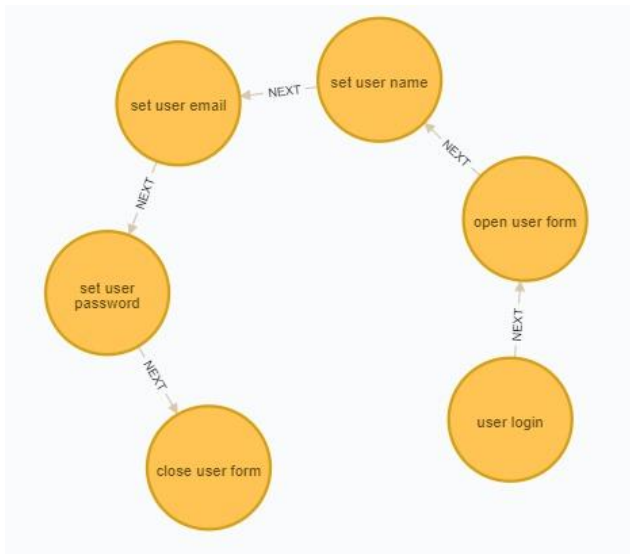 set user name
NEXT
set user email
NEXT
open user form
NEXT
set user
password
NEXT
user login
NEXT
close user form